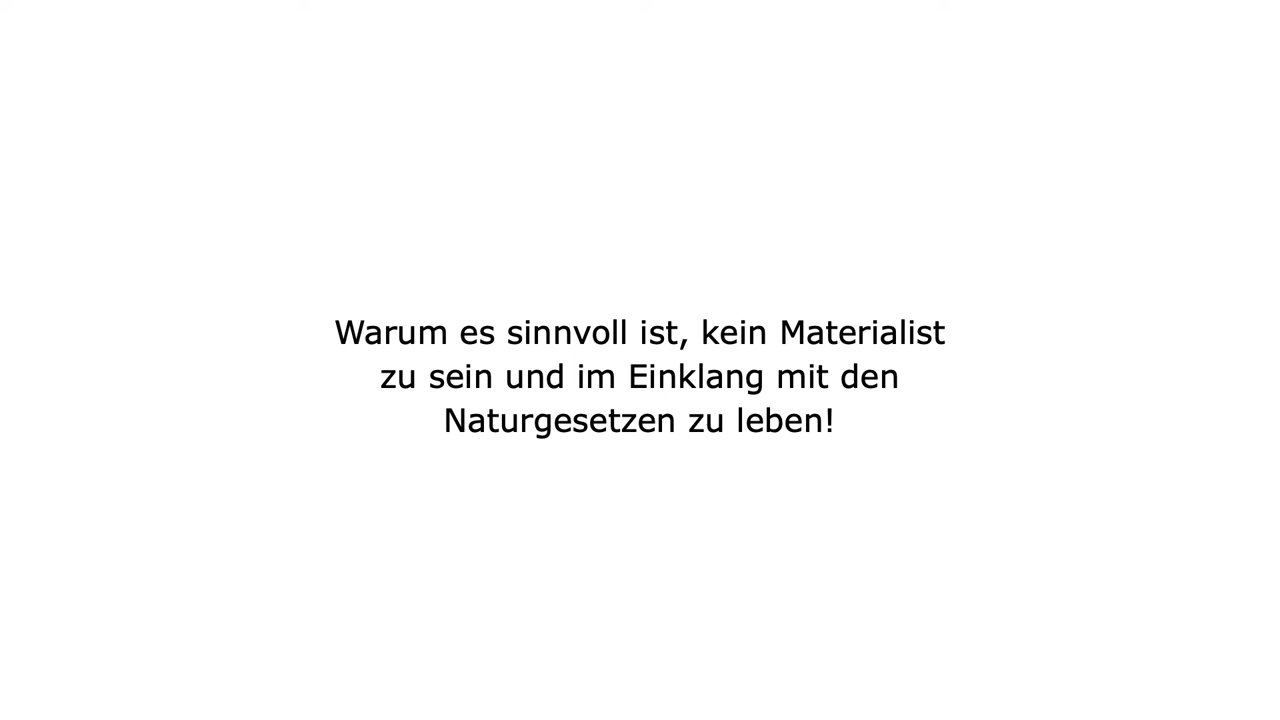 Warum es sinnvoll ist, kein Materialist
zu sein und im Einklang mit den
Naturgesetzen zu leben!